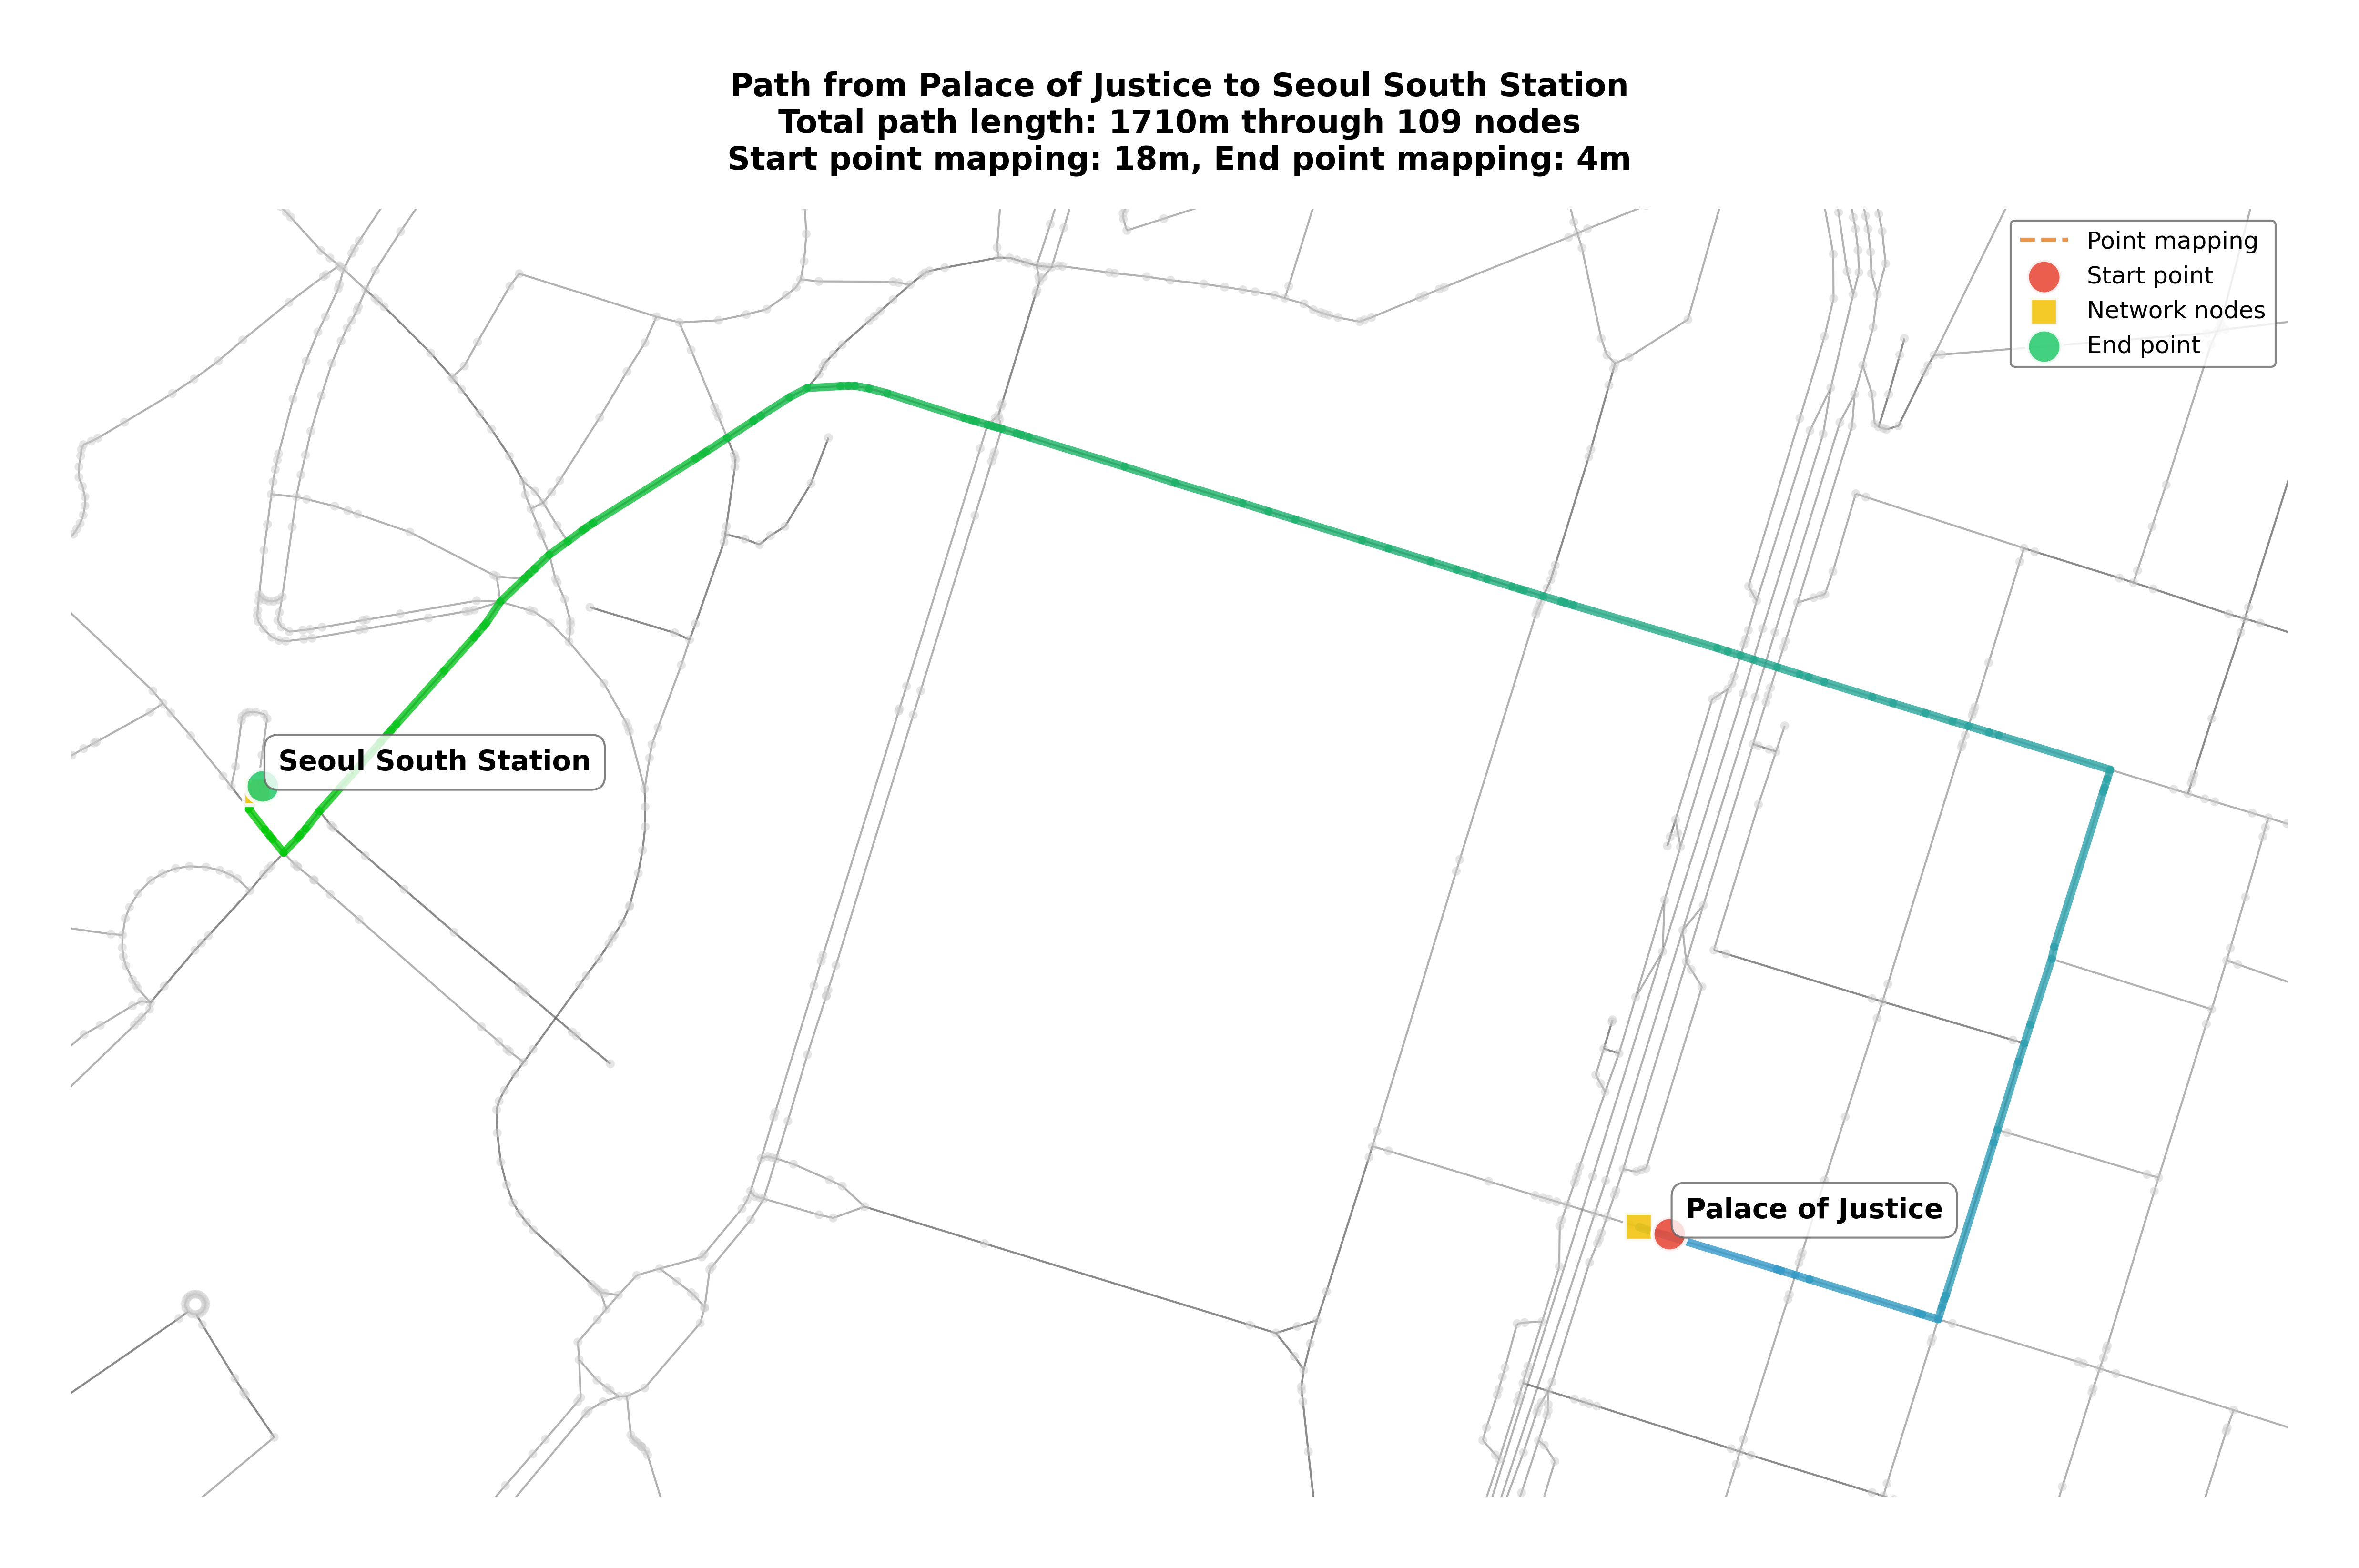 Path from Palace of Justice to Seoul South Station
Total path length: 1710m through 109 nodes
Start point mapping: 18m, End point mapping: 4m
Point mapping
Start point
Network nodes
End point
Seoul South Station
Palace of Justice